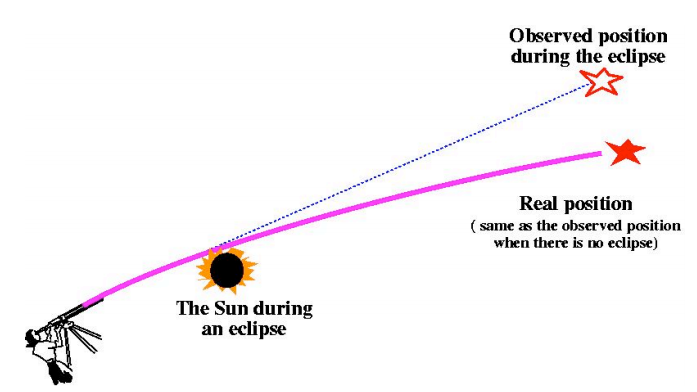 Observed position
during the eclipse
Real position
( same as the observed position
when there is no eclipse)
The Sun during
an eclipse